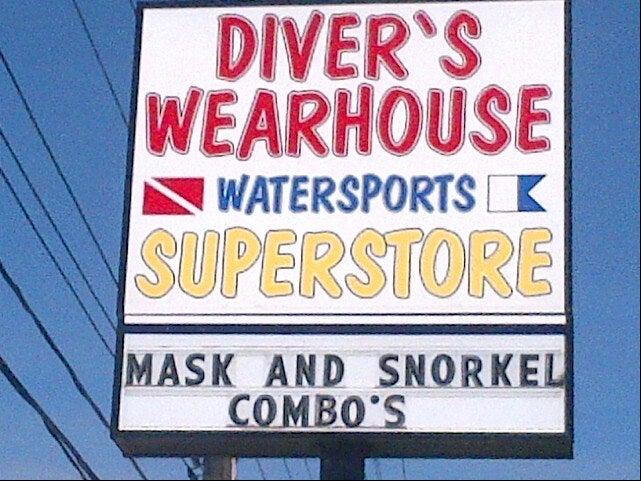 DIVER'S
WEARHOUSE
WATERSPORTS
SUPERSTORE
MASK AND SNORKEL
COMBO'S